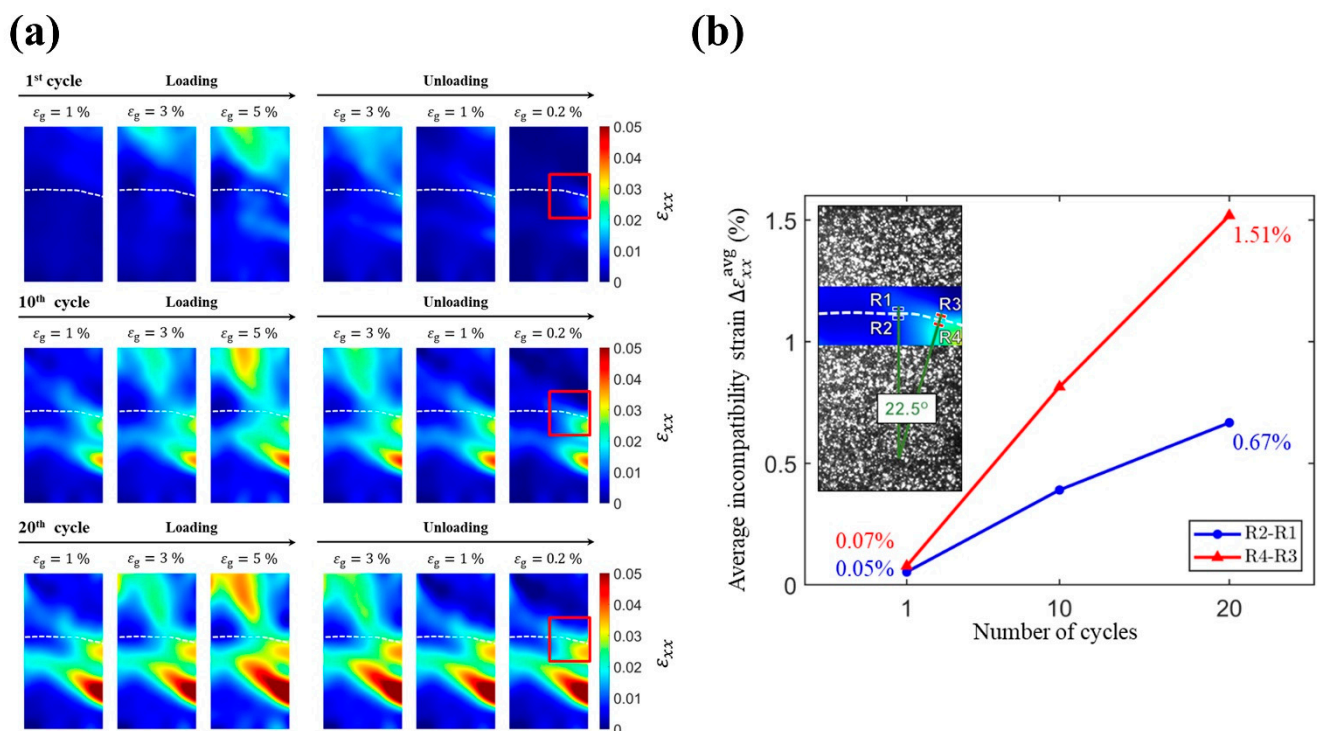 (a)
1st cycle Loading Unloading
εg = 1 % εg = 3 % εg = 5 % εg = 3 % εg = 1 % εg = 0.2 %
0.05
0.04
0.03
0.02
0.01
0
εxx
10th cycle Loading Unloading
εg = 1 % εg = 3 % εg = 5 % εg = 3 % εg = 1 % εg = 0.2 %
0.05
0.04
0.03
0.02
0.01
0
εxx
20th cycle Loading Unloading
εg = 1 % εg = 3 % εg = 5 % εg = 3 % εg = 1 % εg = 0.2 %
0.05
0.04
0.03
0.02
0.01
0
εxx
(b)
Average incompatibility strain Δεxx avg (%)
1.5
1
0.5
0
R1 R3
R2 R4
22.5°
1.51%
0.67%
0.07%
0.05%
R2-R1
R4-R3
1 10 20
Number of cycles